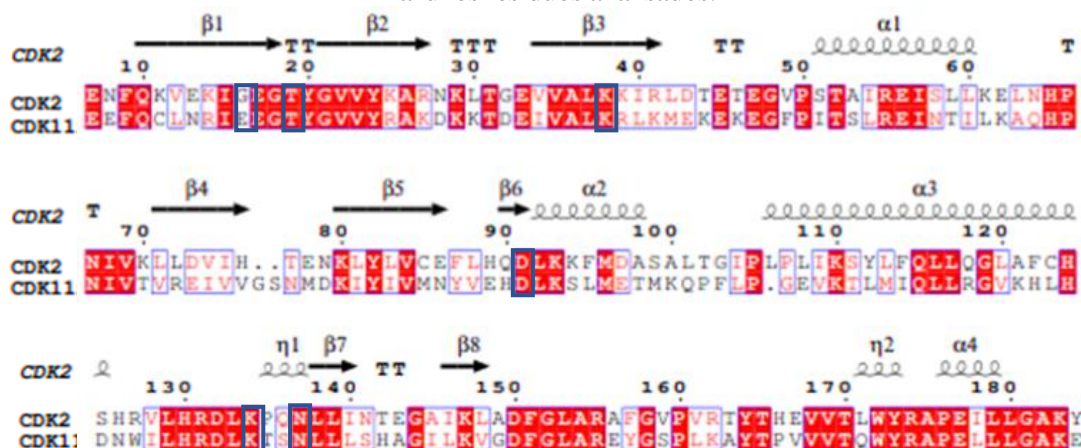 β1 TT β2 TTT β3 TT α1 T
CDK2
10 20 30 40 50 60
CDK2 ENFQKVEKIGEGTYGVVYKARNKLTGEVVALKKIRLDTETEGVPSTAIREISLLKELNHP
CDK11 EEFQCLNRIEEGTYGVVYRAKDKKTDEIVALKRLKMEKEKEGFPITSLREINTILKAQHP
T β4 β5 β6 α2 α3
CDK2
70 80 90 100 110 120
CDK2 NIVKLLDVIH..TENKLYLVCEFLHQDLKKFMDASALTGIPLPLIKSYLFQLLQGLAFCH
CDK11 NIVTVREIVVGSNMDKIYIVMNYVEHDLKSLMETMKQPFLP.GEVKTLMIQLLRGVKHLH
η1 β7 TT β8 η2 α4
CDK2
130 140 150 160 170 180
CDK2 SHRVLHRDLKPQNLLINTEGAIKLADFGLARAFGVPVRTYTHEVVTLWYRAPEILLGAKY
CDK11 DNWILHRDLKTSNLLLSHAGILKVGDFGLAREYGSPLKAYTPVVVTQWYRAPELLLGAK